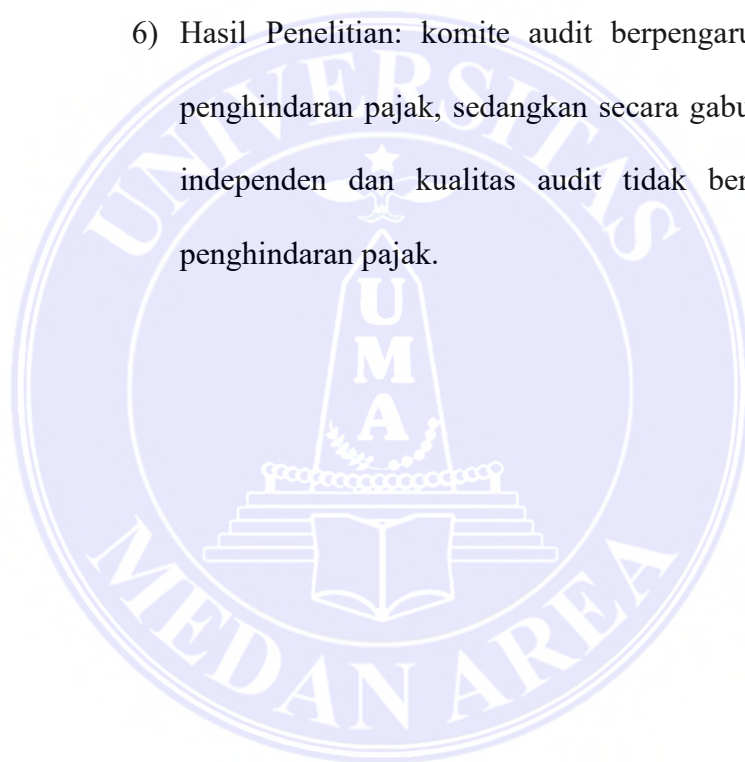 6) Hasil Penelitian: komite audit berpengaru
penghindaran pajak, sedangkan secara gabu
independen dan kualitas audit tidak ber
penghindaran pajak.
UNIVERSITAS
UMA
MEDAN AREA